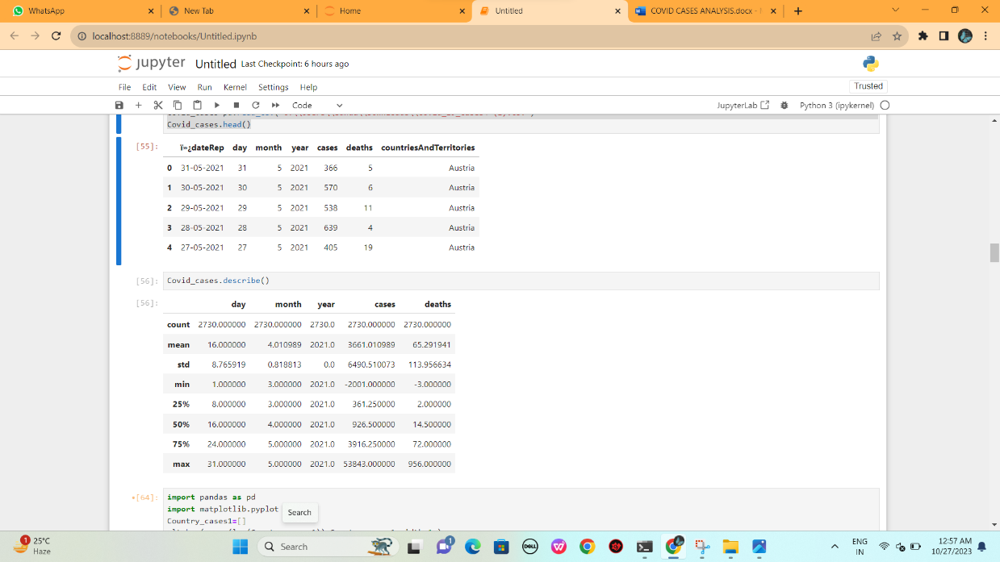 WhatsApp
New Tab
Home
Untitled
COVID CASES ANALYSIS.docx -
localhost:8889/notebooks/Untitled.ipynb
jupyter Untitled Last Checkpoint: 6 hours ago
File Edit View Run Kernel Settings Help
Trusted
Code
JupyterLab
Python 3 (ipykernel)
Covid_cases.head()
[55]:
ï»¿dateRep day month year cases deaths countriesAndTerritories
0 31-05-2021 31 5 2021 366 5 Austria
1 30-05-2021 30 5 2021 570 6 Austria
2 29-05-2021 29 5 2021 538 11 Austria
3 28-05-2021 28 5 2021 639 4 Austria
4 27-05-2021 27 5 2021 405 19 Austria
[56]: Covid_cases.describe()
[56]:
day month year cases deaths
count 2730.000000 2730.000000 2730.0 2730.000000 2730.000000
mean 16.000000 4.010989 2021.0 3661.010989 65.291941
std 8.765919 0.818813 0.0 6490.510073 113.956634
min 1.000000 3.000000 2021.0 -2001.000000 -3.000000
25% 8.000000 3.000000 2021.0 361.250000 2.000000
50% 16.000000 4.000000 2021.0 926.500000 14.500000
75% 24.000000 5.000000 2021.0 3916.250000 72.000000
max 31.000000 5.000000 2021.0 53843.000000 956.000000
•[64]: import pandas as pd
import matplotlib.pyplot
Search
Country_cases1=[]
1
25°C
Haze
Search
1
DELL
ENG
IN
12:57 AM
10/27/2023